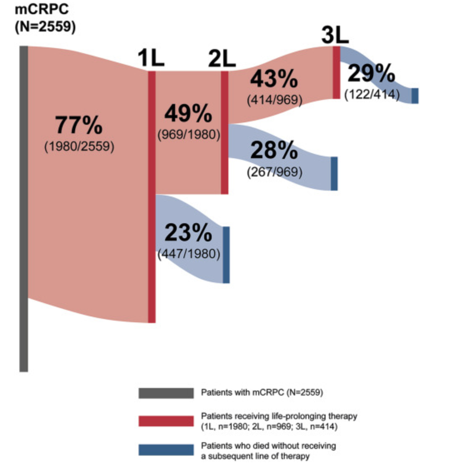 mCRPC
(N=2559)
1L
2L
3L
77%
(1980/2559)
49%
(969/1980)
43%
(414/969)
29%
(122/414)
28%
(267/969)
23%
(447/1980)
Patients with mCRPC (N=2559)
Patients receiving life-prolonging therapy
(1L, n=1980; 2L, n=969; 3L, n=414)
Patients who died without receiving
a subsequent line of therapy